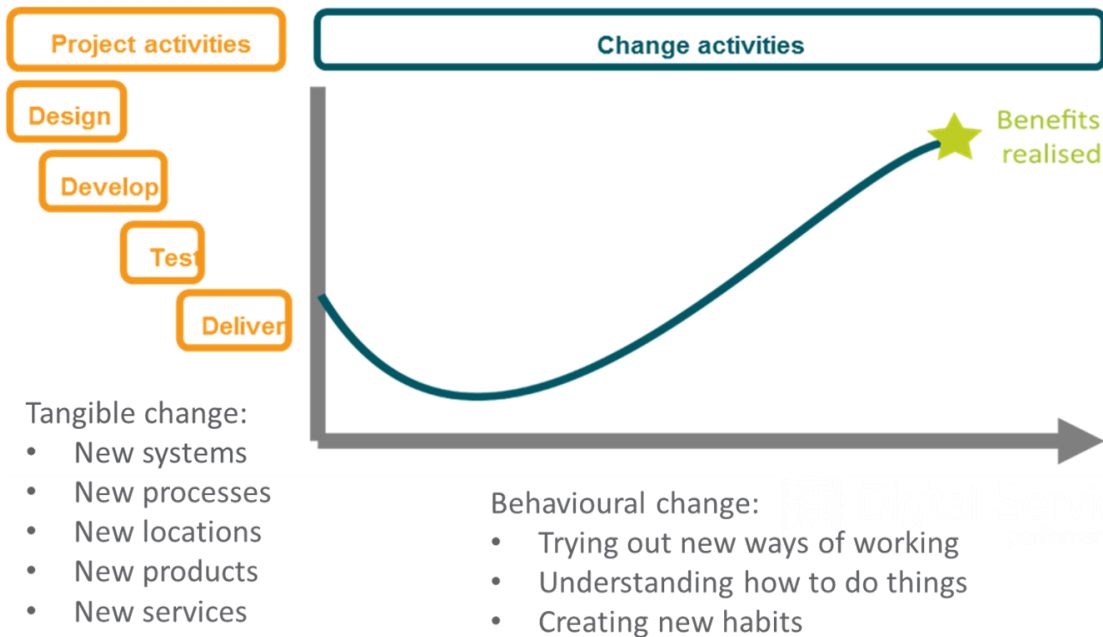 Project activities
Change activities
Design
Develop
Test
Deliver
Benefits
realised
Tangible change:
• New systems
• New processes
• New locations
• New products
• New services
Behavioural change:
• Trying out new ways of working
• Understanding how to do things
• Creating new habits